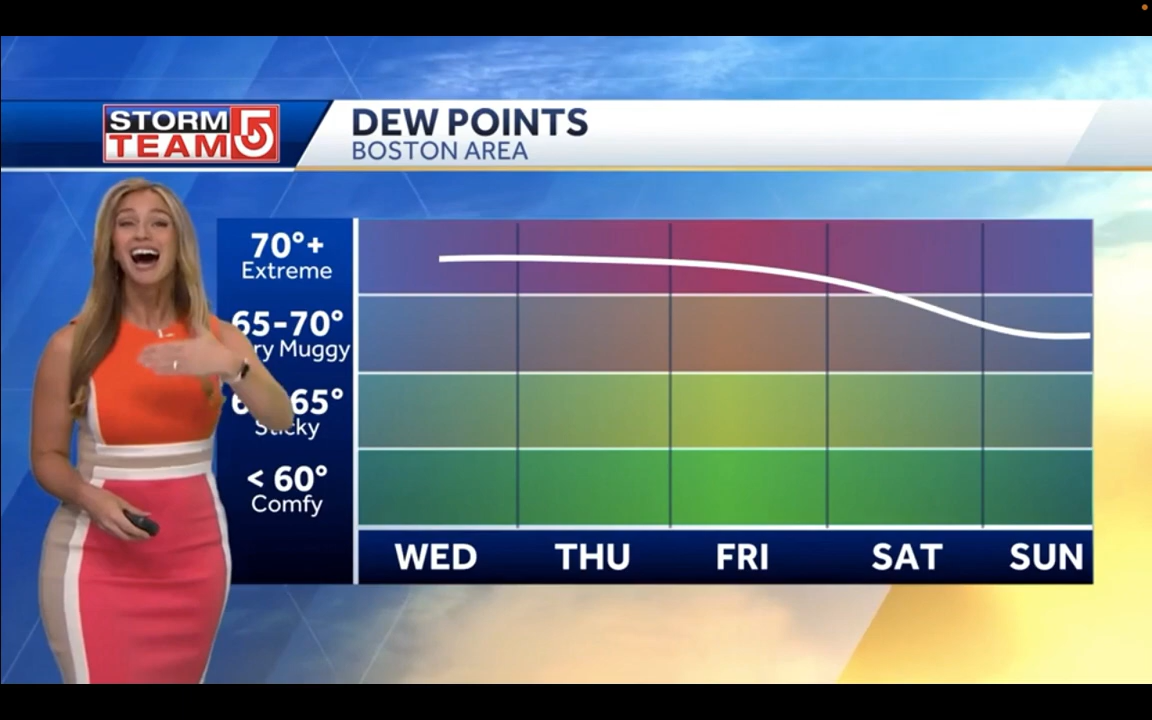 STORM
TEAM 5
DEW POINTS
BOSTON AREA
70°+
Extreme
65-70°
Muggy
65°
< 60°
Comfy
WED THU FRI SAT SUN